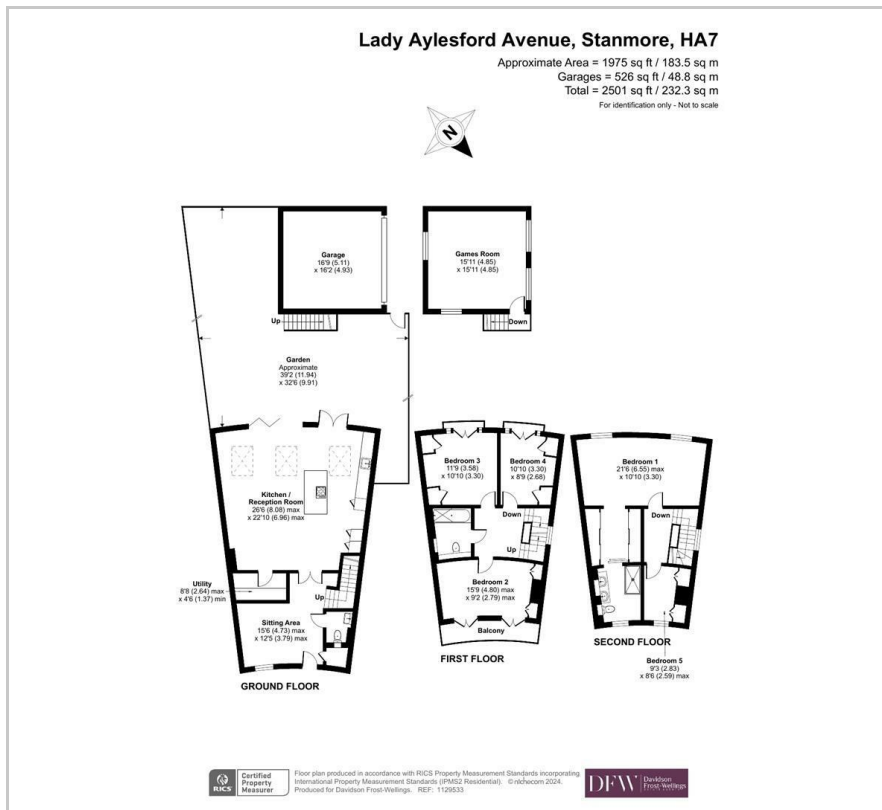 Lady Aylesford Avenue, Stanmore, HA7
Approximate Area = 1975 sq ft / 183.5 sq m
Garages = 526 sq ft / 48.8 sq m
Total = 2501 sq ft / 232.3 sq m
For identification only - Not to scale
N
Garage
16'9 (5.11)
x 16'2 (4.93)
Games Room
15'11 (4.85)
x 15'11 (4.85)
Up
Down
Garden
Approximate
39'2 (11.94)
x 32'6 (9.91)
Kitchen /
Reception Room
26'6 (8.08) max
x 22'10 (6.96) max
Utility
8'8 (2.64) max
x 4'6 (1.37) min
Up
Sitting Area
15'6 (4.73) max
x 12'5 (3.79) max
GROUND FLOOR
Bedroom 3
11'9 (3.58)
x 10'10 (3.30)
Bedroom 4
10'10 (3.30)
x 8'9 (2.68)
Down
Up
Bedroom 2
15'9 (4.80) max
x 9'2 (2.79) max
Balcony
FIRST FLOOR
Bedroom 1
21'6 (6.55) max
x 10'10 (3.30)
Down
SECOND FLOOR
Bedroom 5
9'3 (2.83)
x 8'6 (2.59) max
RICS
Certified
Property
Measurer
Floor plan produced in accordance with RICS Property Measurement Standards incorporating
International Property Measurement Standards (IPMS2 Residential). © nichecom 2024.
Produced for Davidson Frost-Wellings. REF: 1129533
DFW
Davidson
Frost-Wellings